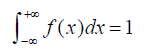 ∫_{-∞}^{+∞} f(x)dx = 1